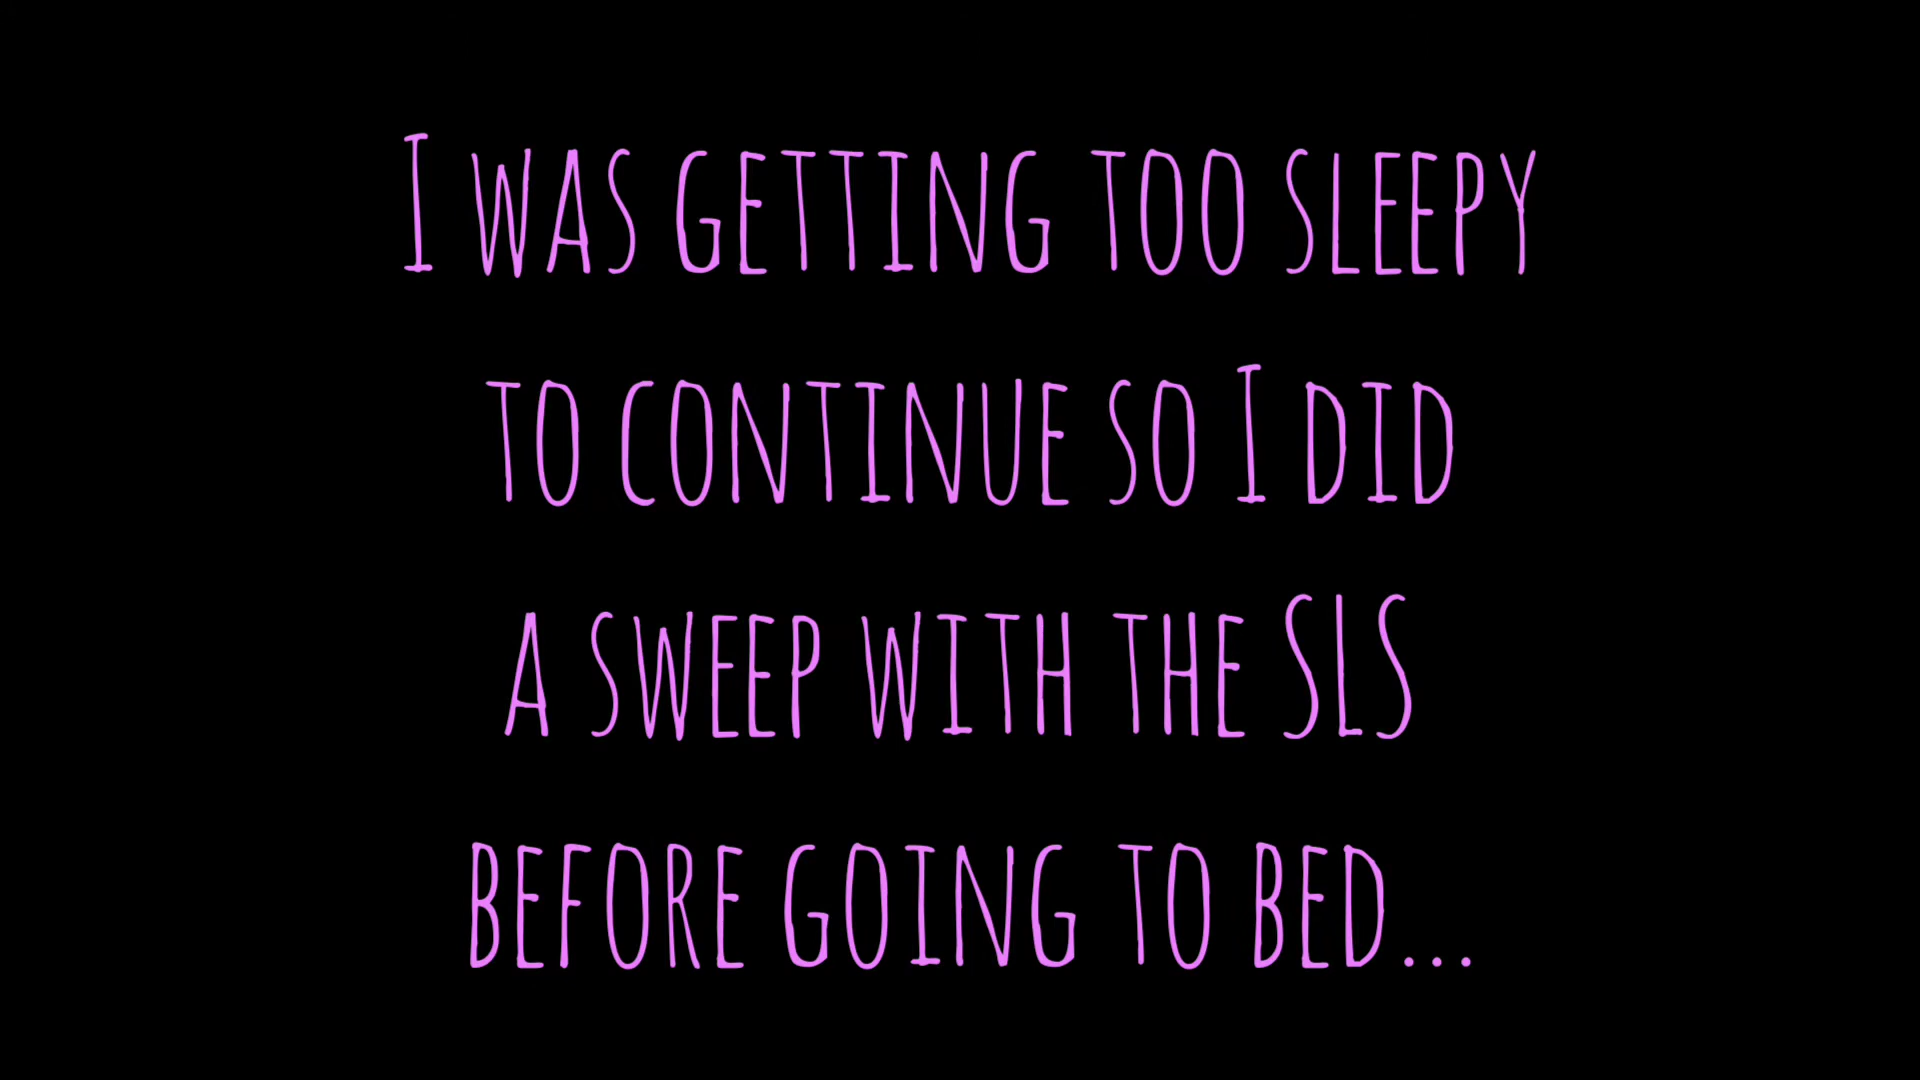 I was getting too sleepy
to continue so I did
a sweep with the SLS
before going to bed...